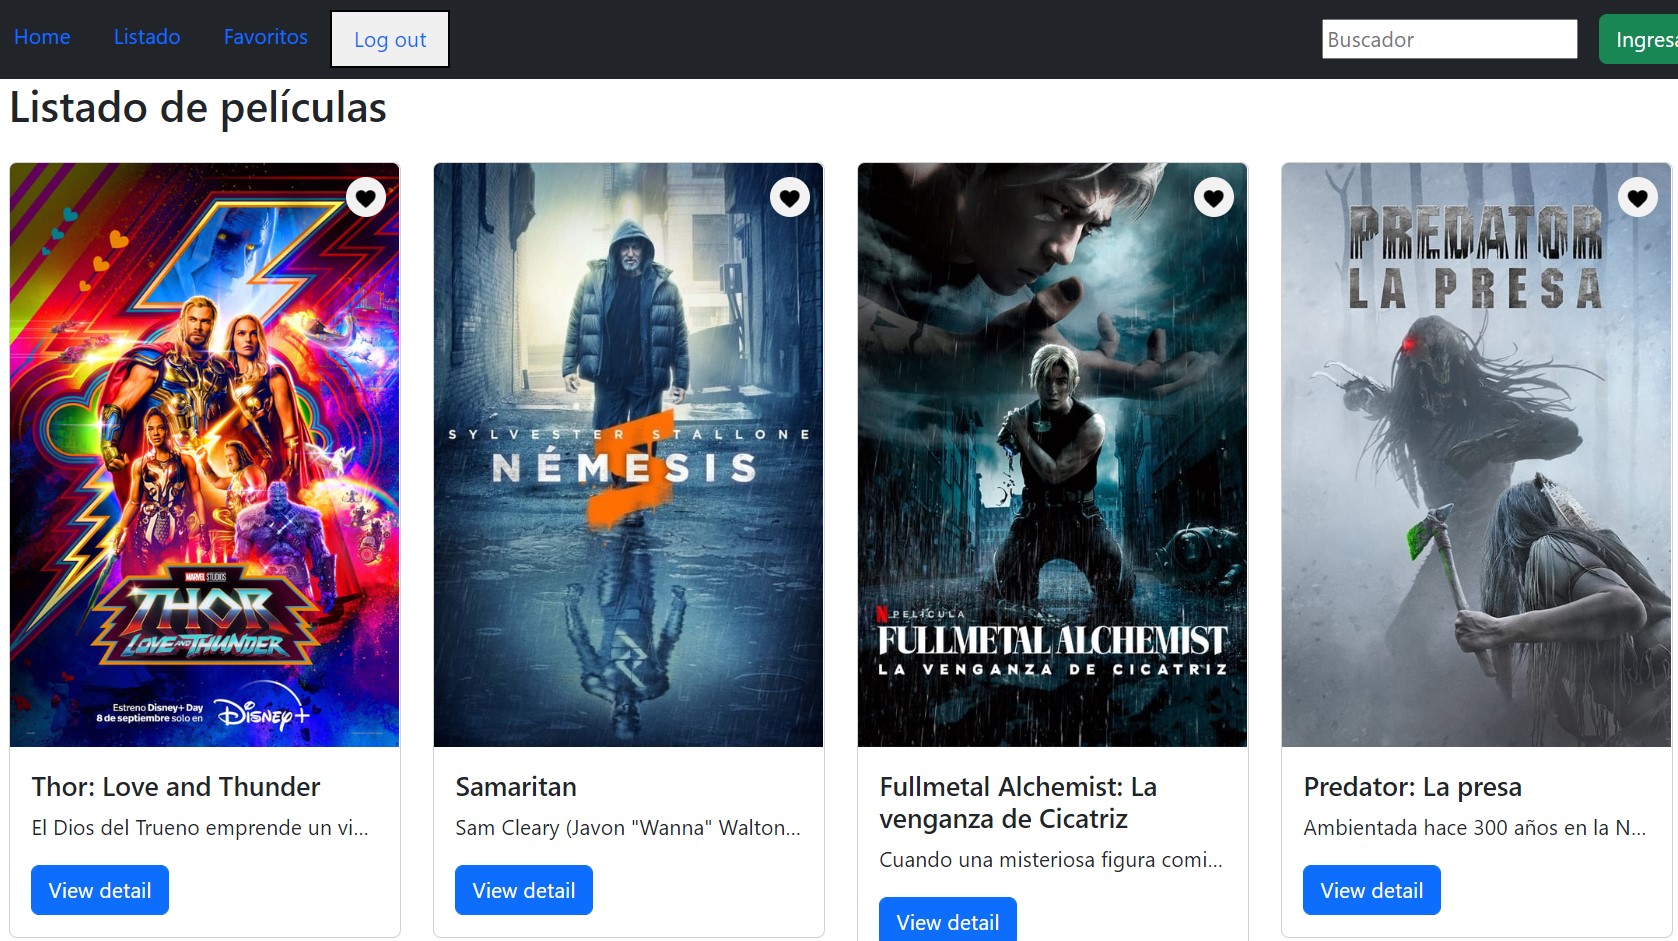 Home Listado Favoritos Log out Buscador Ingresa
Listado de películas
MARVEL STUDIOS
THOR
LOVE AND THUNDER
Estreno Disney+ Day
8 de septiembre solo en
Disney+
SYLVESTER STALLONE
NÉMESIS
N PELÍCULA
FULLMETAL ALCHEMIST
LA VENGANZA DE CICATRIZ
PREDATOR
LA PRESA
Thor: Love and Thunder
El Dios del Trueno emprende un vi...
View detail
Samaritan
Sam Cleary (Javon "Wanna" Walton...
View detail
Fullmetal Alchemist: La
venganza de Cicatriz
Cuando una misteriosa figura comi...
View detail
Predator: La presa
Ambientada hace 300 años en la N...
View detail